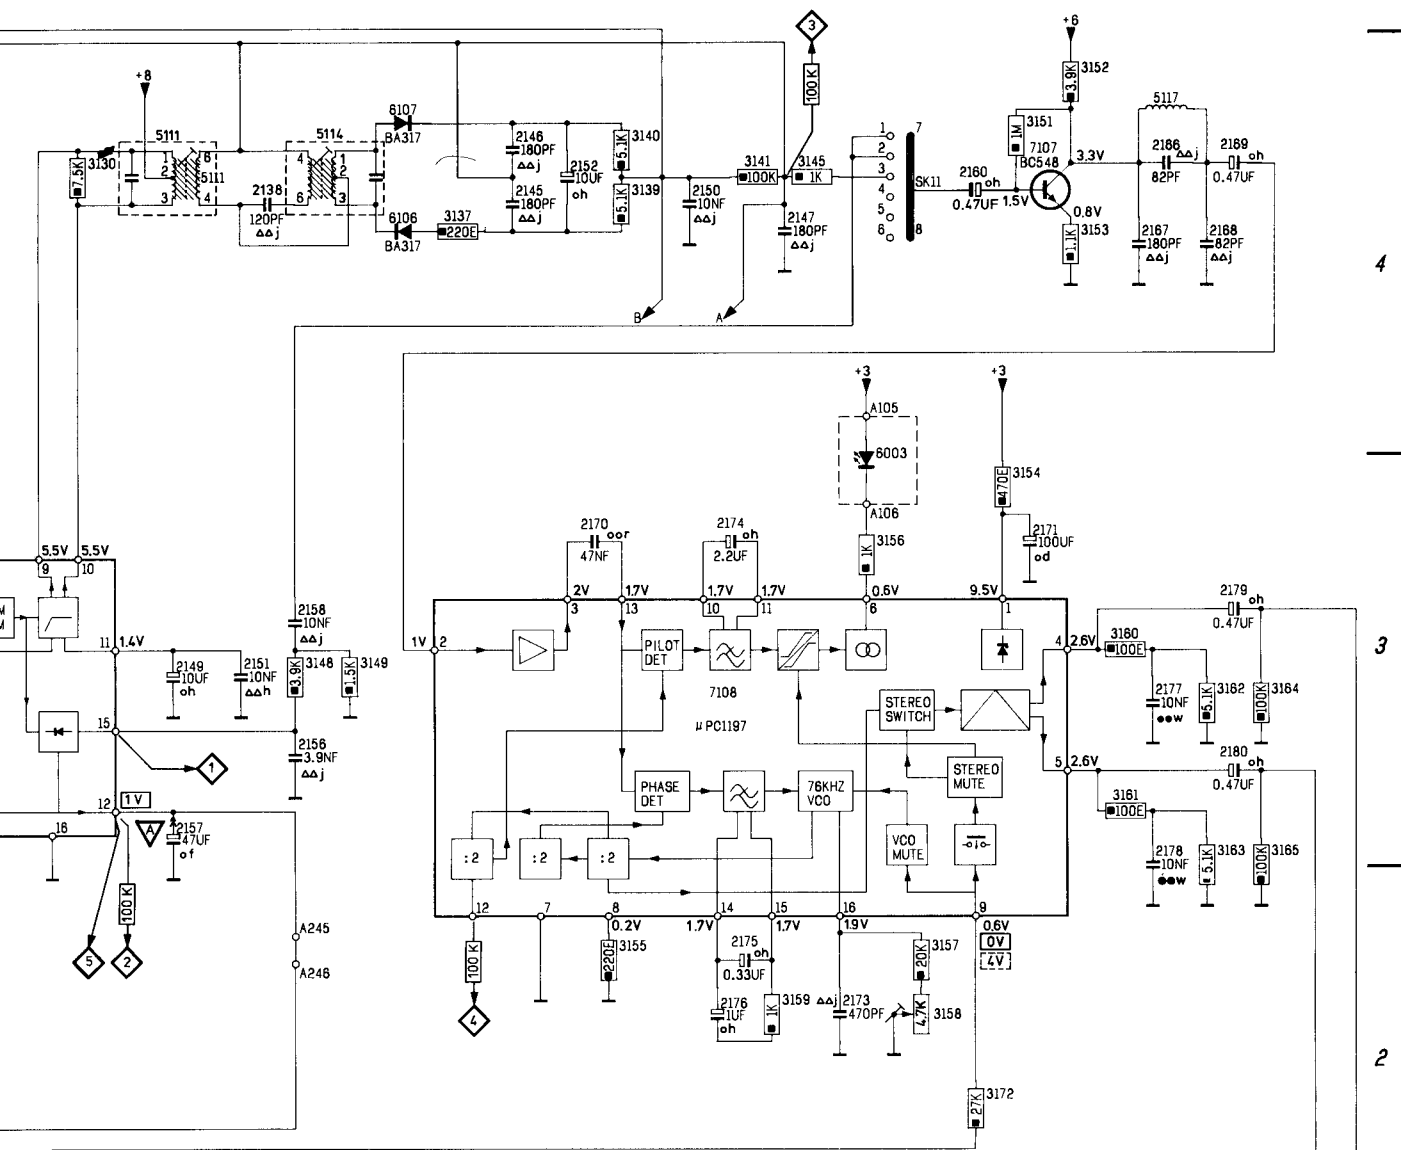 3
+6
3.9K
3152
+8
100K
5117
5111
1
6
2
5111
3
4
7.5K
3130
5114
4
1
2
6
3
2138
120PF
△△j
6107
BA317
6106
BA317
3137
220E
2146
180PF
△△j
2145
180PF
△△j
2152
10UF
oh
5.1K
3140
5.1K
3139
2150
10NF
△△j
3141
100K
3145
1K
2147
180PF
△△j
1
2
3
4
5
6
7
SK11
8
2160
oh
0.47UF
1.5V
1M
3151
7107
BC548
3.3V
0.8V
1.1K
3153
2166
△△j
82PF
2169
oh
0.47UF
2167
180PF
△△j
2168
82PF
△△j
4
B
A
+3
A105
6003
A106
+3
470E
3154
2171
100UF
od
1K
3156
2170
oor
47NF
2174
oh
2.2UF
5.5V
5.5V
9
10
M
M
11
1.4V
2149
10UF
oh
2151
10NF
△△h
2158
10NF
△△j
3.9K
3148
1.5K
3149
15
2156
3.9NF
△△j
1
12
1V
16
A
2157
47UF
of
100K
5
2
A245
A246
2V
1.7V
1.7V
1.7V
0.6V
9.5V
3
13
10
11
6
1
1V
2
PILOT
DET
7108
μPC1197
STEREO
SWITCH
PHASE
DET
76KHZ
VCO
STEREO
MUTE
VCO
MUTE
:2
:2
:2
4
2.6V
5
2.6V
12
7
8
14
15
16
9
0.2V
1.7V
1.7V
1.9V
0.6V
0V
4V
100K
4
220E
3155
2175
oh
0.33UF
2176
1UF
oh
1K
3159
△△j
2173
470PF
20K
3157
4.7K
3158
27K
3172
3160
100E
2177
10NF
●●w
5.1K
3162
2179
oh
0.47UF
100K
3164
3161
100E
2178
10NF
●●w
5.1K
3163
2180
oh
0.47UF
100K
3165
3
2